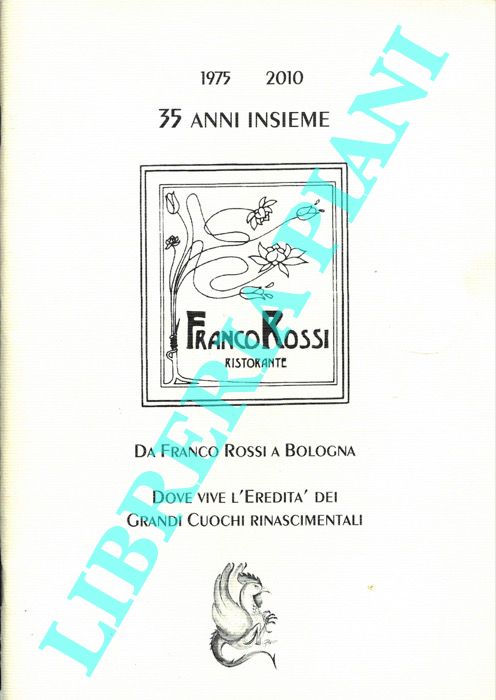 1975 2010
35 ANNI INSIEME
FRANCO ROSSI
RISTORANTE
DA FRANCO ROSSI A BOLOGNA
DOVE VIVE L'EREDITA' DEI
GRANDI CUOCHI RINASCIMENTALI
LIBRERIA PIANI